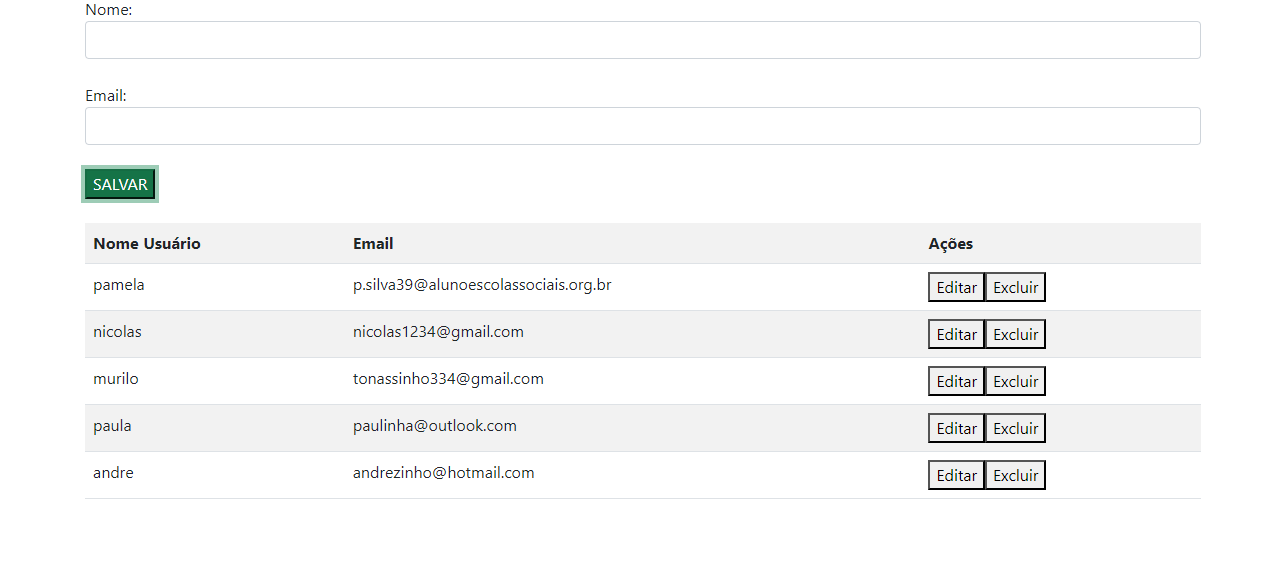 Nome:
Email:
SALVAR
Nome Usuário Email Ações
pamela p.silva39@alunoescolassociais.org.br Editar Excluir
nicolas nicolas1234@gmail.com Editar Excluir
murilo tonassinho334@gmail.com Editar Excluir
paula paulinha@outlook.com Editar Excluir
andre andrezinho@hotmail.com Editar Excluir